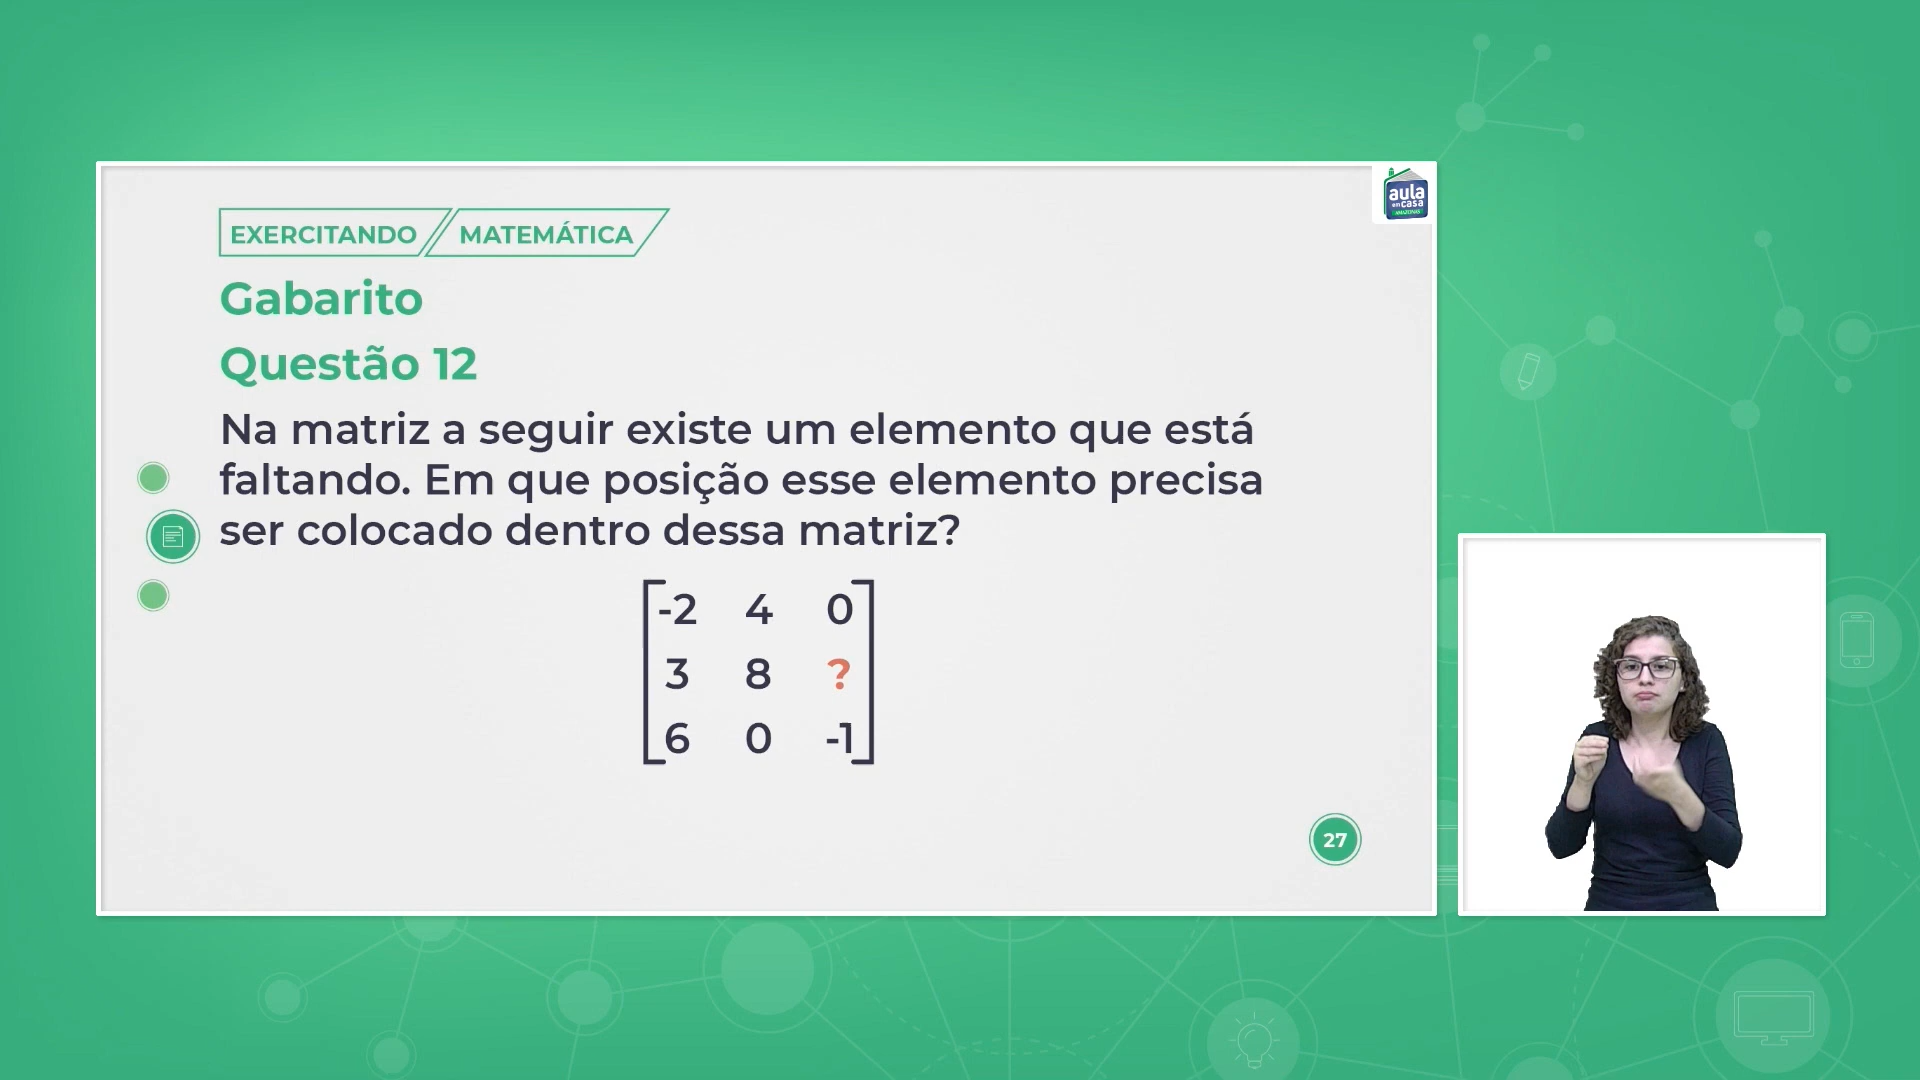 aula
em casa
AMAZONAS
EXERCITANDO MATEMÁTICA
Gabarito
Questão 12
Na matriz a seguir existe um elemento que está
faltando. Em que posição esse elemento precisa
ser colocado dentro dessa matriz?
-2 4 0
3 8 ?
6 0 -1
27